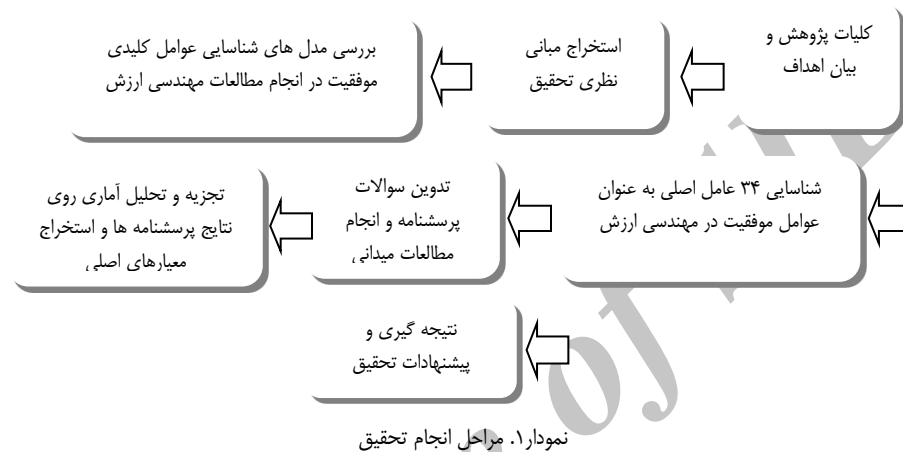 کلیات پژوهش و
بیان اهداف
استخراج مبانی
نظری تحقیق
بررسی مدل های شناسایی عوامل کلیدی
موفقیت در انجام مطالعات مهندسی ارزش
شناسایی ۳۴ عامل اصلی به عنوان
عوامل موفقیت در مهندسی ارزش
تدوین سوالات
پرسشنامه و انجام
مطالعات میدانی
تجزیه و تحلیل آماری روی
نتایج پرسشنامه ها و استخراج
معیارهای اصلی
نتیجه گیری و
پیشنهادات تحقیق
نمودار۱. مراحل انجام تحقیق
of